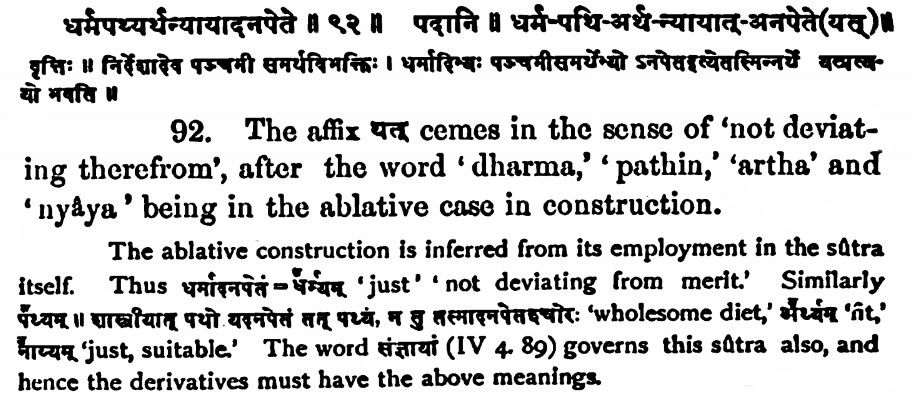 धर्मपथ्यर्थन्यायादनपेते ॥ ९२ ॥ पदानि ॥ धर्म-पथि-अर्थ-न्यायात्-अनपेते(यत्)॥
वृत्तिः ॥ निर्देशादेव पञ्चमी समर्थविभक्तिः । धर्मादिभ्यः पञ्चमीसमर्थेभ्यो ऽनपेतइत्येतस्मिन्नर्थे यत्प्रत्य-
यो भवति ॥
92. The affix यत् cemes in the sense of ‘not deviat-
ing therefrom’, after the word ‘dharma,’ ‘pathin,’ ‘artha’ and
‘nyâya’ being in the ablative case in construction.
The ablative construction is inferred from its employment in the sûtra
itself. Thus धर्मादनपेतं = धर्म्यम् ‘just’ ‘not deviating from merit.’ Similarly
पथ्यम् ॥ शास्त्रीयात् पथो यदनपेतं तत् पथ्यं, न तु तस्मादनपेतश्चोरः ‘wholesome diet,’ अर्थ्यम् ‘fit,’
न्याय्यम् ‘just, suitable.’ The word संज्ञायां (IV 4. 89) governs this sûtra also, and
hence the derivatives must have the above meanings.